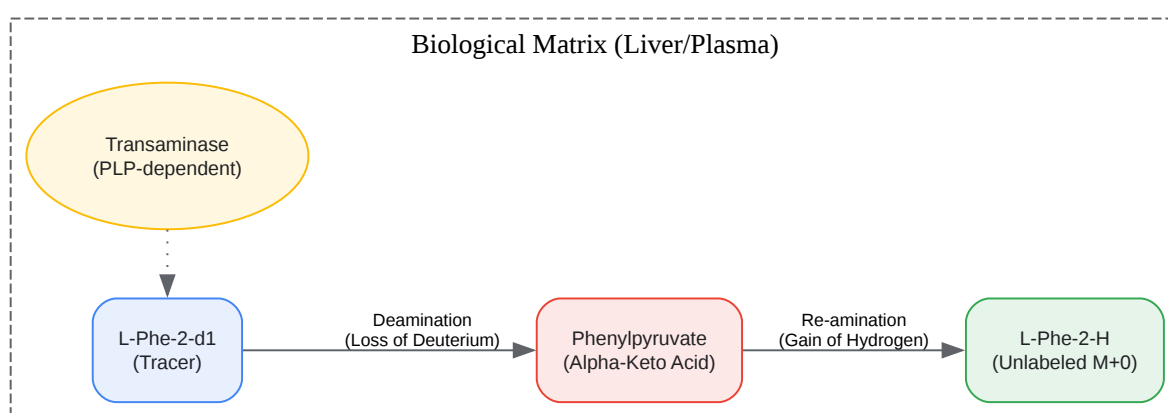 Biological Matrix (Liver/Plasma)
Transaminase
(PLP-dependent)
L-Phe-2-d1
(Tracer)
Deamination
(Loss of Deuterium)
Phenylpyruvate
(Alpha-Keto Acid)
Re-amination
(Gain of Hydrogen)
L-Phe-2-H
(Unlabeled M+0)